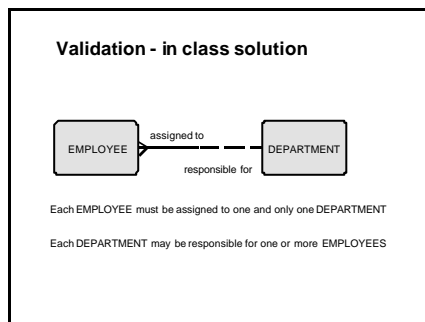 Validation - in class solution
assigned to
EMPLOYEE
DEPARTMENT
responsible for
Each EMPLOYEE must be assigned to one and only one DEPARTMENT
Each DEPARTMENT may be responsible for one or more EMPLOYEES